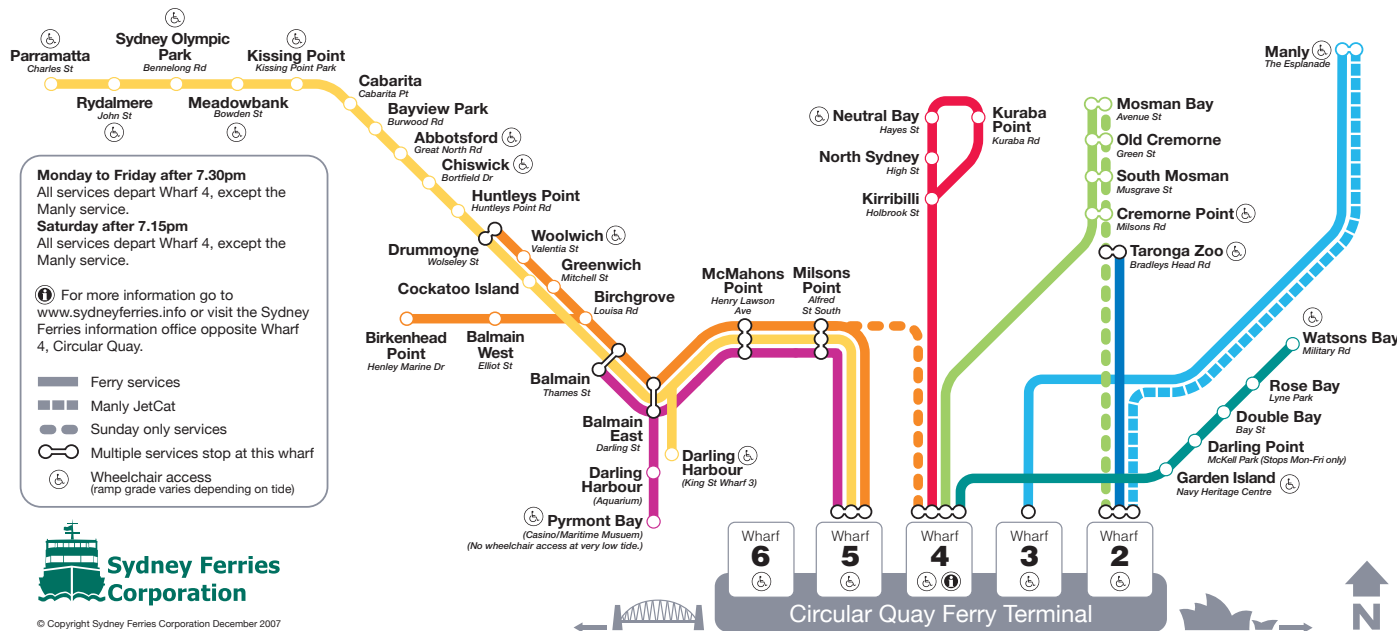 Parramatta
Charles St
Rydalmere
John St
Sydney Olympic
Park
Bennelong Rd
Meadowbank
Bowden St
Kissing Point
Kissing Point Park
Cabarita
Cabarita Pt
Bayview Park
Burwood Rd
Abbotsford
Great North Rd
Chiswick
Bortfield Dr
Huntleys Point
Huntleys Point Rd
Drummoyne
Wolseley St
Woolwich
Valentia St
Greenwich
Mitchell St
Cockatoo Island
Birchgrove
Louisa Rd
Birkenhead
Point
Henley Marine Dr
Balmain
West
Elliot St
Balmain
Thames St
Balmain
East
Darling St
Darling
Harbour
(Aquarium)
Darling
Harbour
(King St Wharf 3)
Pyrmont Bay
(Casino/Maritime Musuem)
(No wheelchair access at very low tide.)
McMahons
Point
Henry Lawson
Ave
Milsons
Point
Alfred
St South
Neutral Bay
Hayes St
Kuraba
Point
Kuraba Rd
North Sydney
High St
Kirribilli
Holbrook St
Mosman Bay
Avenue St
Old Cremorne
Green St
South Mosman
Musgrave St
Cremorne Point
Milsons Rd
Taronga Zoo
Bradleys Head Rd
Manly
The Esplanade
Watsons Bay
Military Rd
Rose Bay
Lyne Park
Double Bay
Bay St
Darling Point
McKell Park (Stops Mon-Fri only)
Garden Island
Navy Heritage Centre
Monday to Friday after 7.30pm
All services depart Wharf 4, except the
Manly service.
Saturday after 7.15pm
All services depart Wharf 4, except the
Manly service.
i For more information go to
www.sydneyferries.info or visit the Sydney
Ferries information office opposite Wharf
4, Circular Quay.
Ferry services
Manly JetCat
Sunday only services
Multiple services stop at this wharf
Wheelchair access
(ramp grade varies depending on tide)
Wharf
6
Wharf
5
Wharf
4
i
Wharf
3
Wharf
2
Circular Quay Ferry Terminal
N
Sydney Ferries
Corporation
© Copyright Sydney Ferries Corporation December 2007